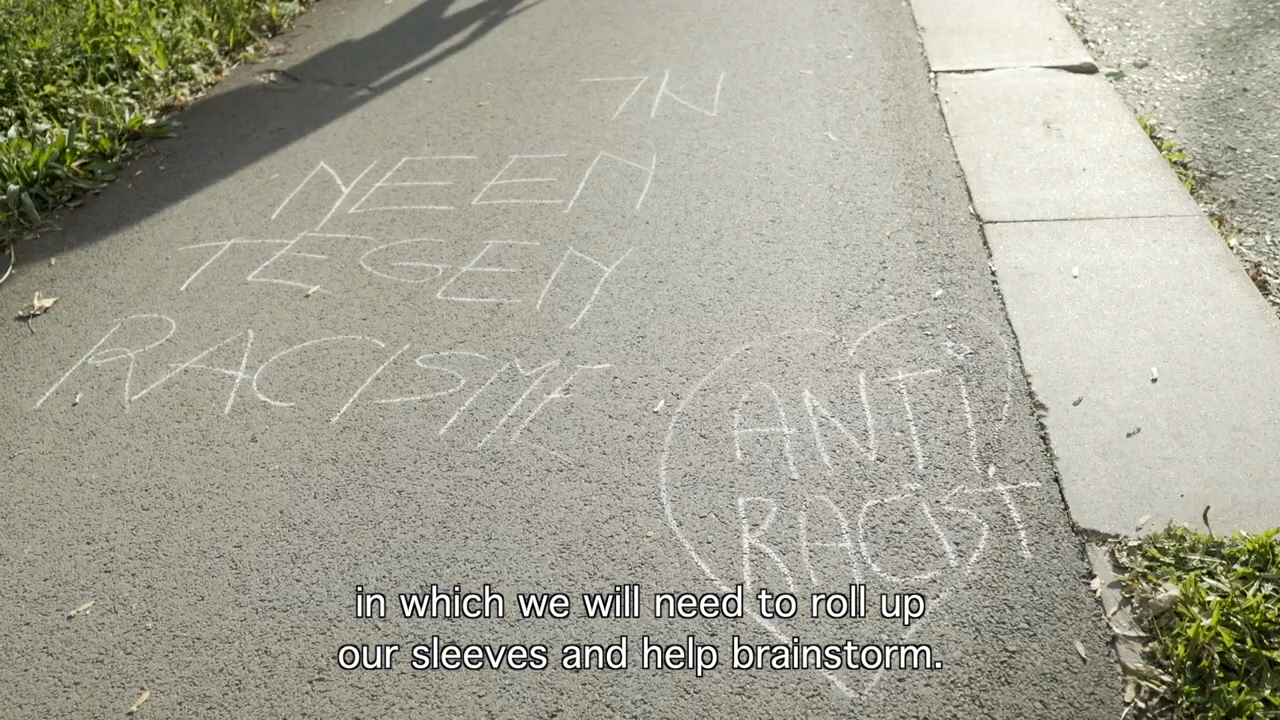 NEEN
TEGEN
RACISME
ANTI
RACIST
in which we will need to roll up
our sleeves and help brainstorm.